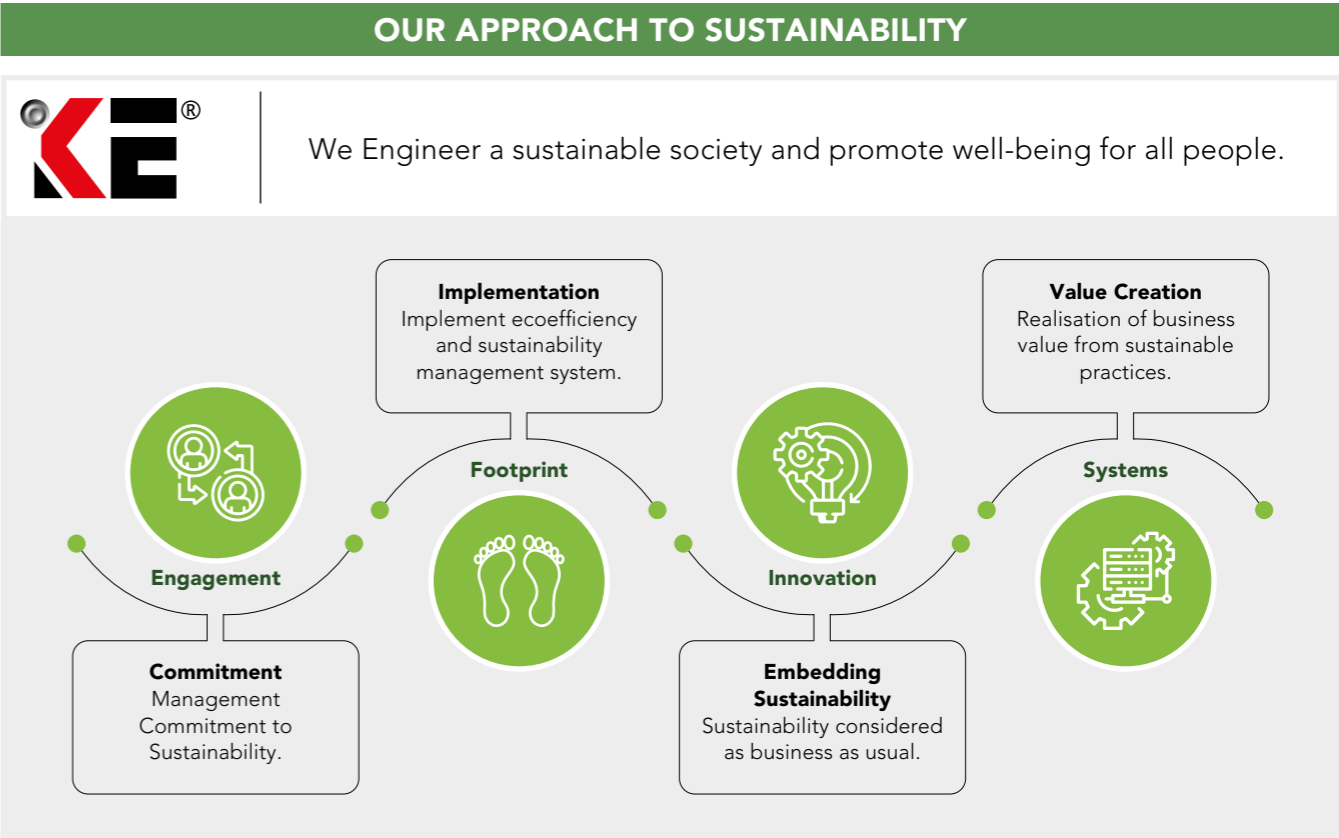 OUR APPROACH TO SUSTAINABILITY
KE®
We Engineer a sustainable society and promote well-being for all people.
Implementation
Implement ecoefficiency
and sustainability
management system.
Value Creation
Realisation of business
value from sustainable
practices.
Footprint
Systems
Engagement
Innovation
Commitment
Management
Commitment to
Sustainability.
Embedding
Sustainability
Sustainability considered
as business as usual.